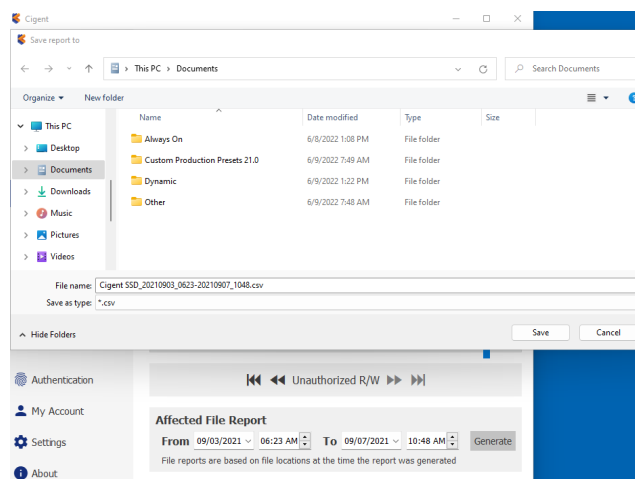 Cigent
Save report to
This PC > Documents
Search Documents
Organize
New folder
Name
Date modified
Type
Size
This PC
Desktop
Documents
Downloads
Music
Pictures
Videos
Always On 6/8/2022 1:08 PM File folder
Custom Production Presets 21.0 6/9/2022 7:49 AM File folder
Dynamic 6/9/2022 1:22 PM File folder
Other 6/9/2022 7:48 AM File folder
File name: Cigent SSD_20210903_0623-20210907_1048.csv
Save as type: *.csv
Hide Folders
Save
Cancel
Authentication
My Account
Settings
About
Unauthorized R/W
Affected File Report
From 09/03/2021 06:23 AM To 09/07/2021 10:48 AM Generate
File reports are based on file locations at the time the report was generated